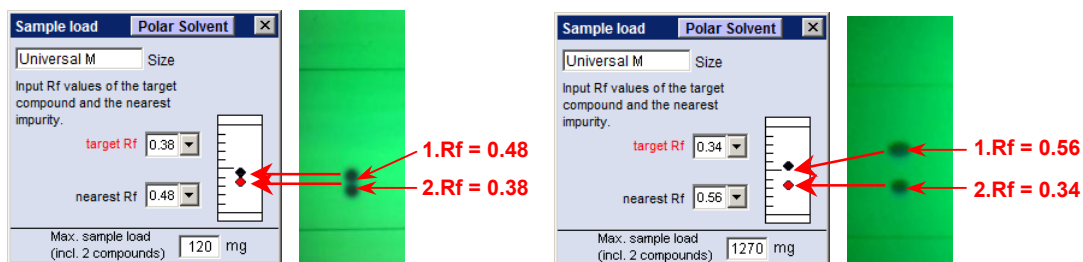 Sample load Polar Solvent
Universal M Size
Input Rf values of the target
compound and the nearest
impurity.
target Rf 0.38
nearest Rf 0.48
Max. sample load
(incl. 2 compounds) 120 mg
1.Rf = 0.48
2.Rf = 0.38
Sample load Polar Solvent
Universal M Size
Input Rf values of the target
compound and the nearest
impurity.
target Rf 0.34
nearest Rf 0.56
Max. sample load
(incl. 2 compounds) 1270 mg
1.Rf = 0.56
2.Rf = 0.34